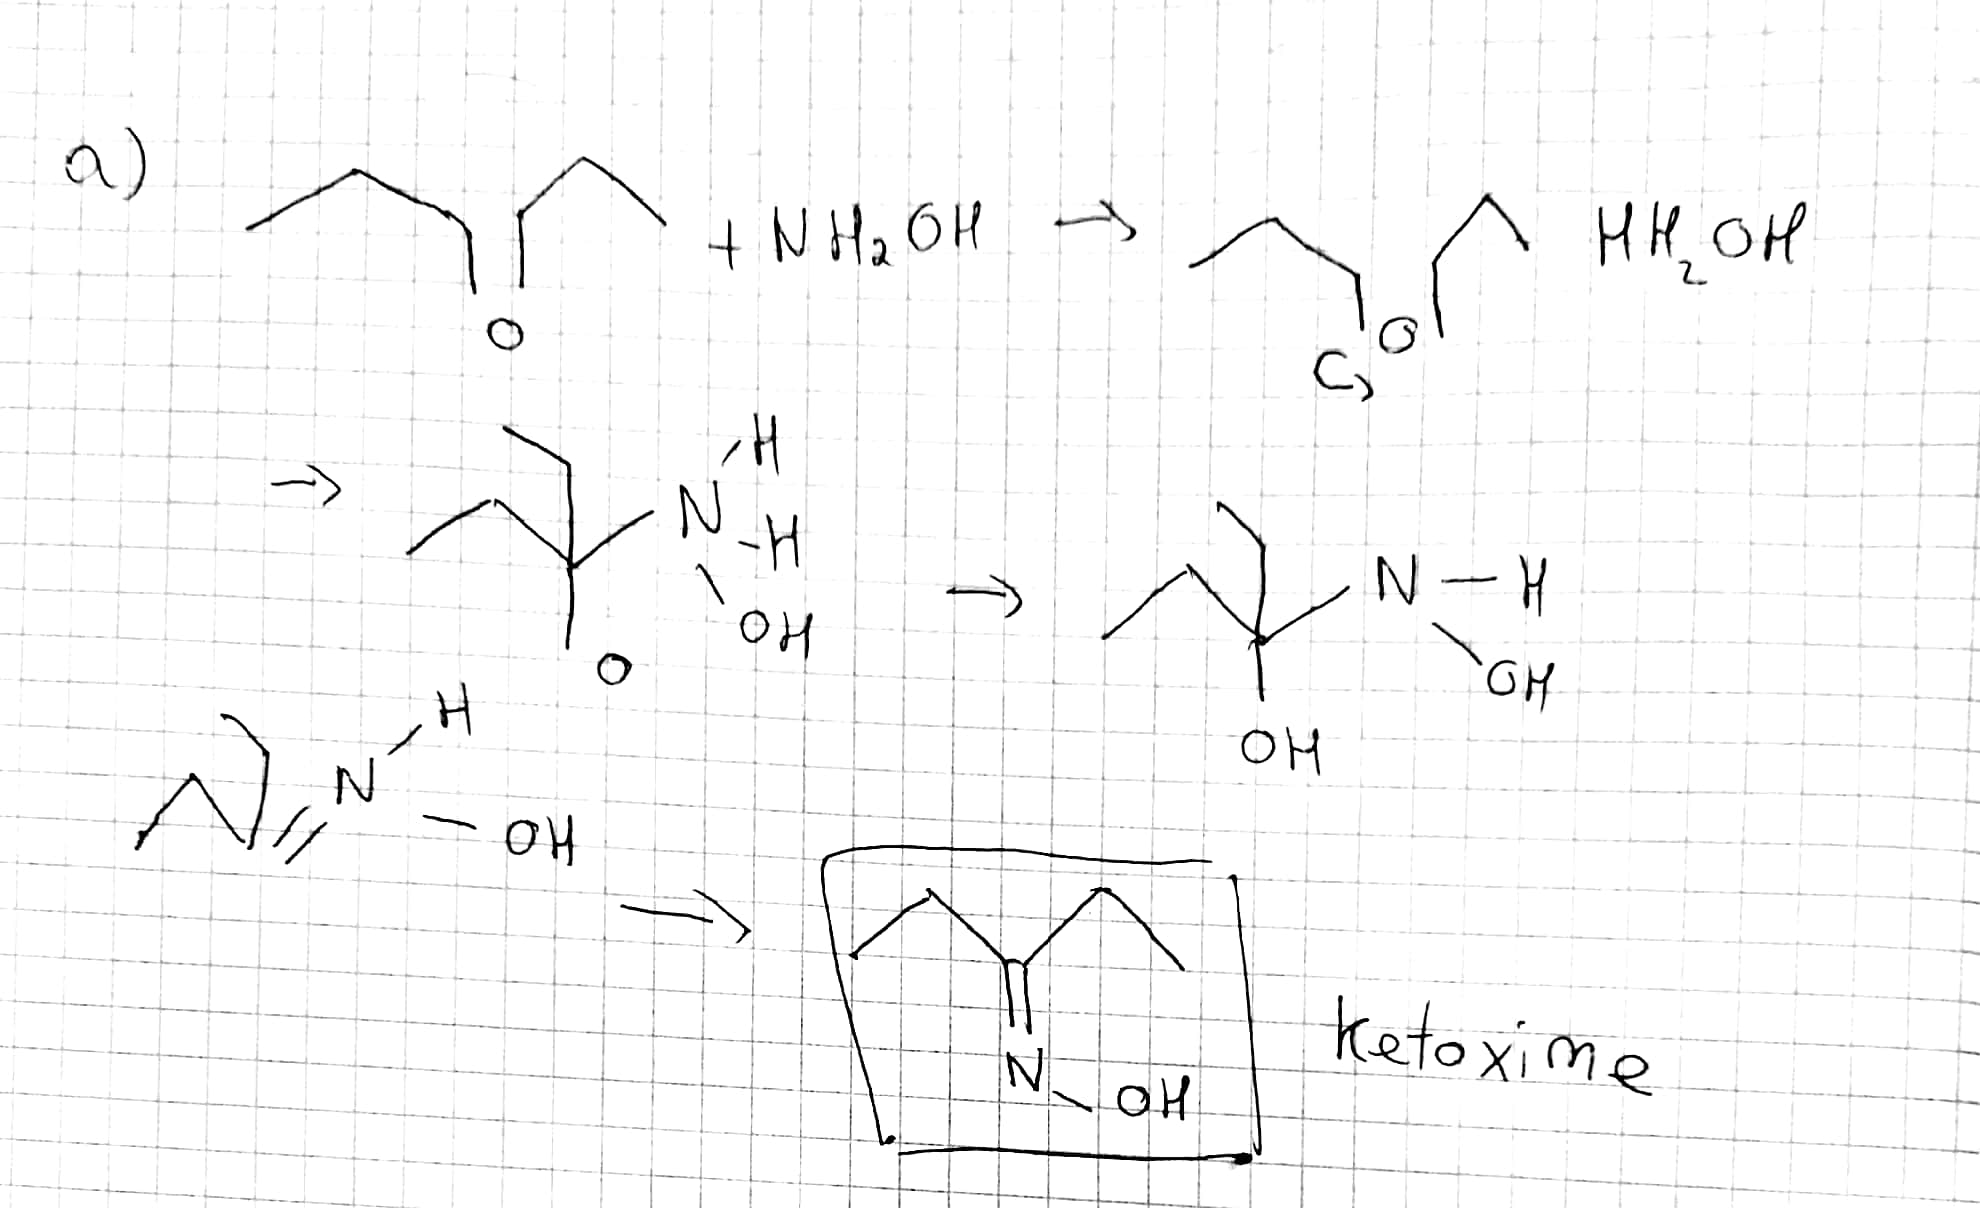 a)
+ NH₂OH → HH₂OH
O
O
C,
→ N H
H
OH
O
→ N — H
OH
OH
N H
OH
→
N OH
ketoxime